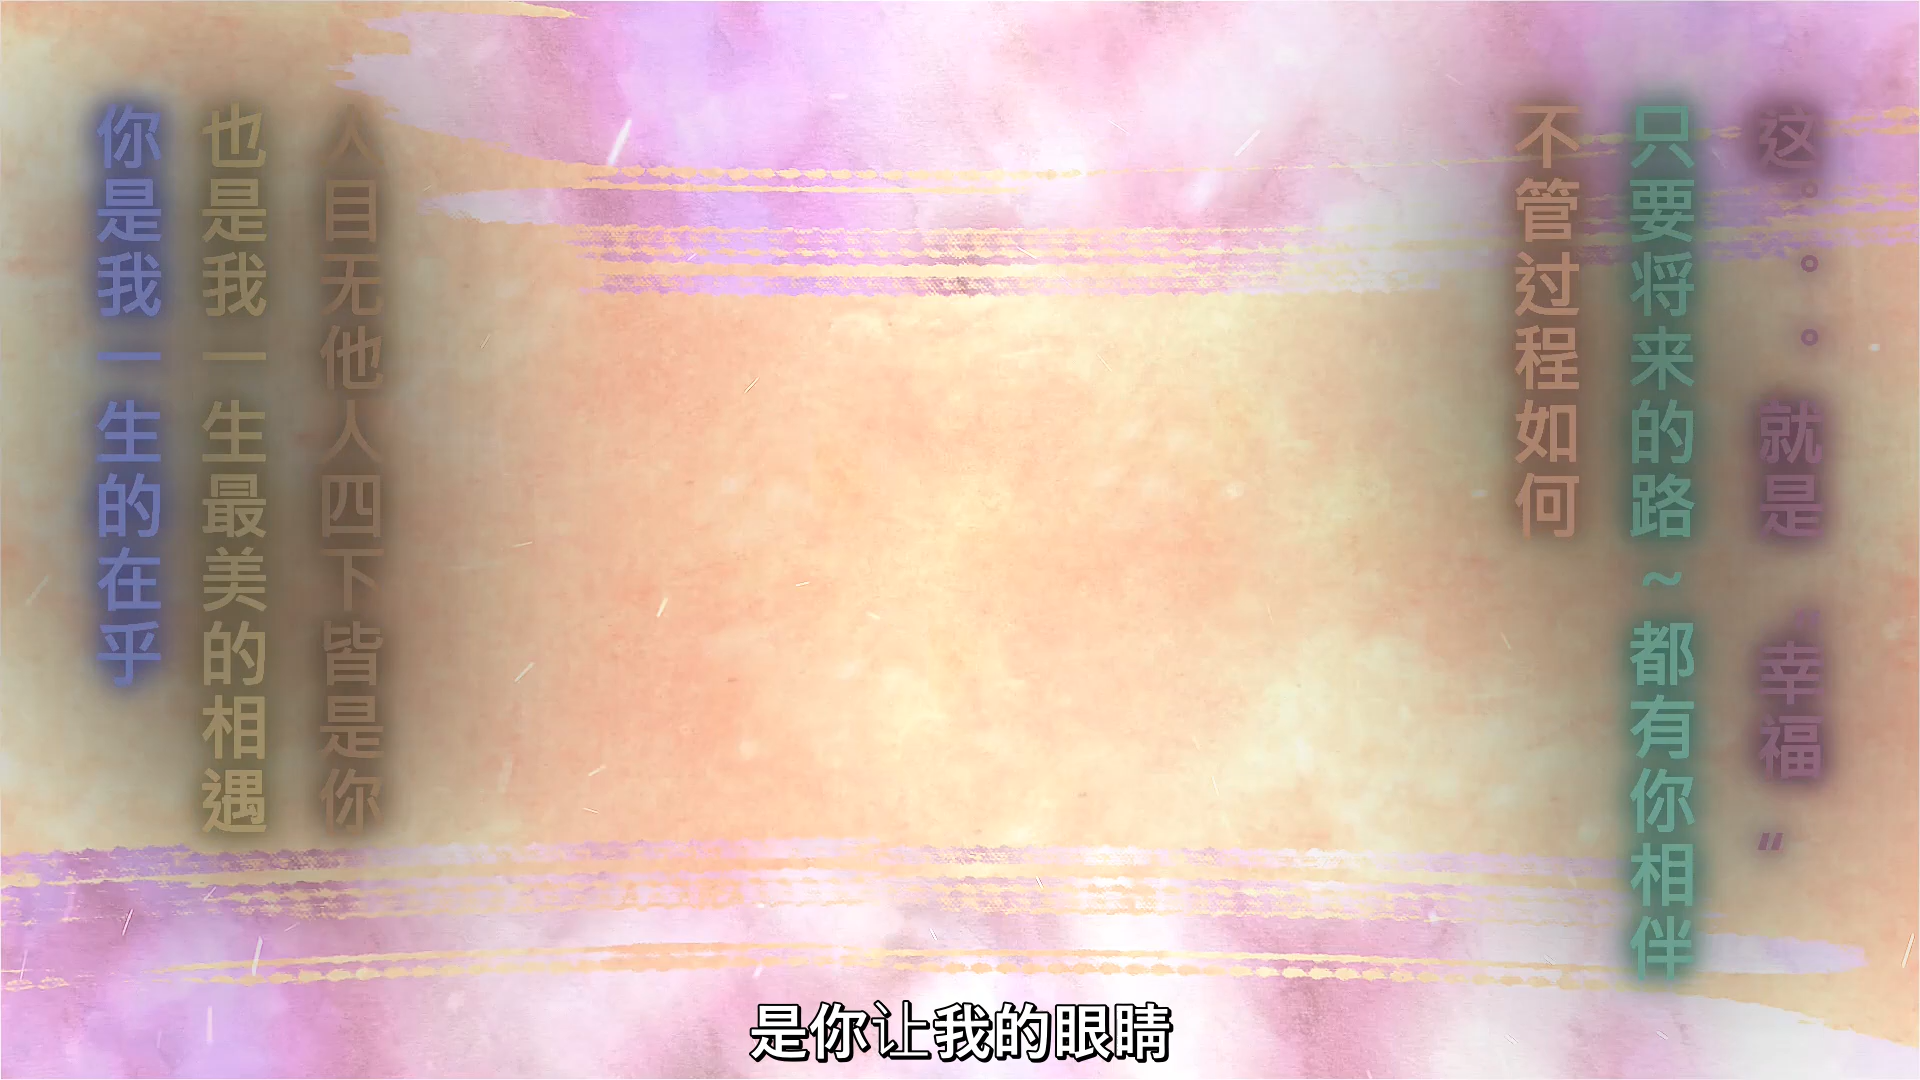 你是我一生的在乎
也是我一生最美的相遇
入目无他人四下皆是你
不管过程如何
只要将来的路~都有你相伴
这。。。就是 “幸福 “
是你让我的眼睛